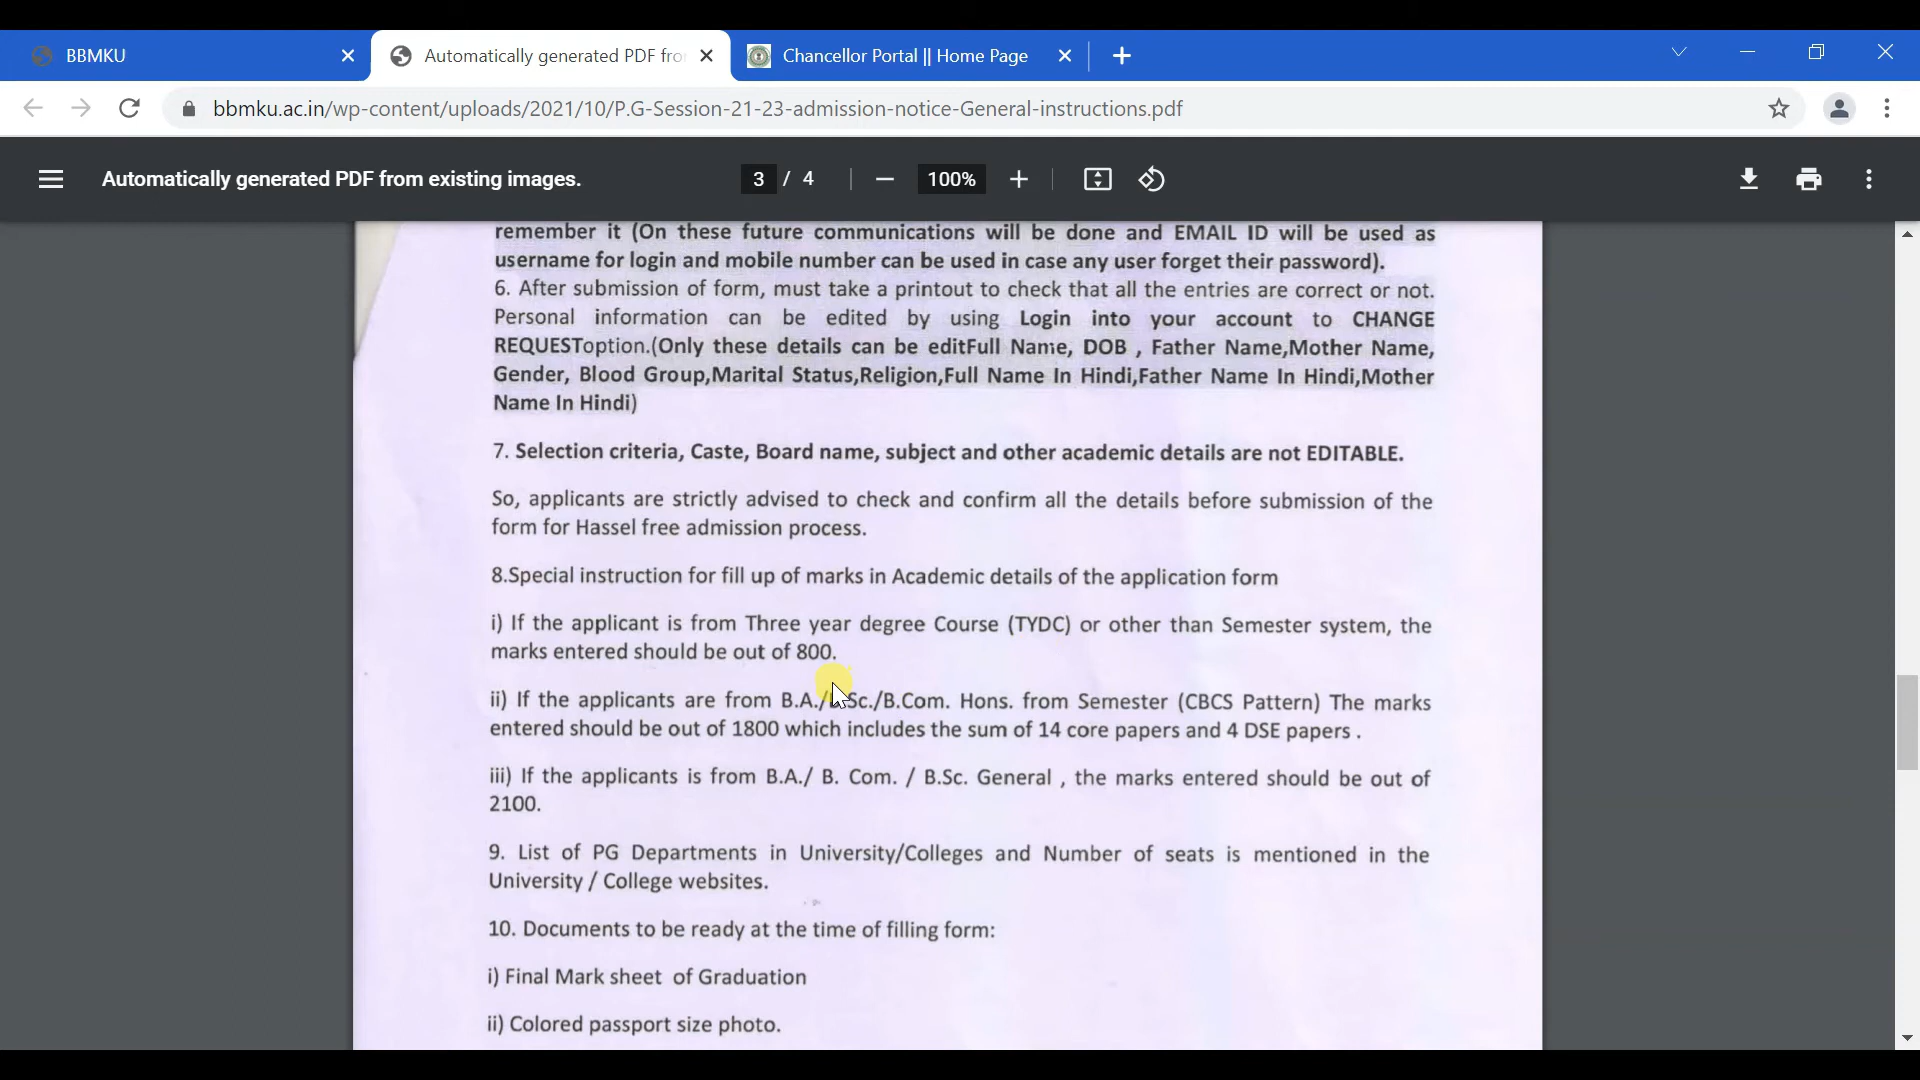 BBMKU
Automatically generated PDF fro
Chancellor Portal || Home Page
bbmku.ac.in/wp-content/uploads/2021/10/P.G-Session-21-23-admission-notice-General-instructions.pdf
Automatically generated PDF from existing images.
3 / 4
100%
remember it (On these future communications will be done and EMAIL ID will be used as
username for login and mobile number can be used in case any user forget their password).
6. After submission of form, must take a printout to check that all the entries are correct or not.
Personal information can be edited by using Login into your account to CHANGE
REQUESToption.(Only these details can be editFull Name, DOB , Father Name,Mother Name,
Gender, Blood Group,Marital Status,Religion,Full Name In Hindi,Father Name In Hindi,Mother
Name In Hindi)
7. Selection criteria, Caste, Board name, subject and other academic details are not EDITABLE.
So, applicants are strictly advised to check and confirm all the details before submission of the
form for Hassel free admission process.
8.Special instruction for fill up of marks in Academic details of the application form
i) If the applicant is from Three year degree Course (TYDC) or other than Semester system, the
marks entered should be out of 800.
ii) If the applicants are from B.A./B.Sc./B.Com. Hons. from Semester (CBCS Pattern) The marks
entered should be out of 1800 which includes the sum of 14 core papers and 4 DSE papers .
iii) If the applicants is from B.A./ B. Com. / B.Sc. General , the marks entered should be out of
2100.
9. List of PG Departments in University/Colleges and Number of seats is mentioned in the
University / College websites.
10. Documents to be ready at the time of filling form:
i) Final Mark sheet of Graduation
ii) Colored passport size photo.